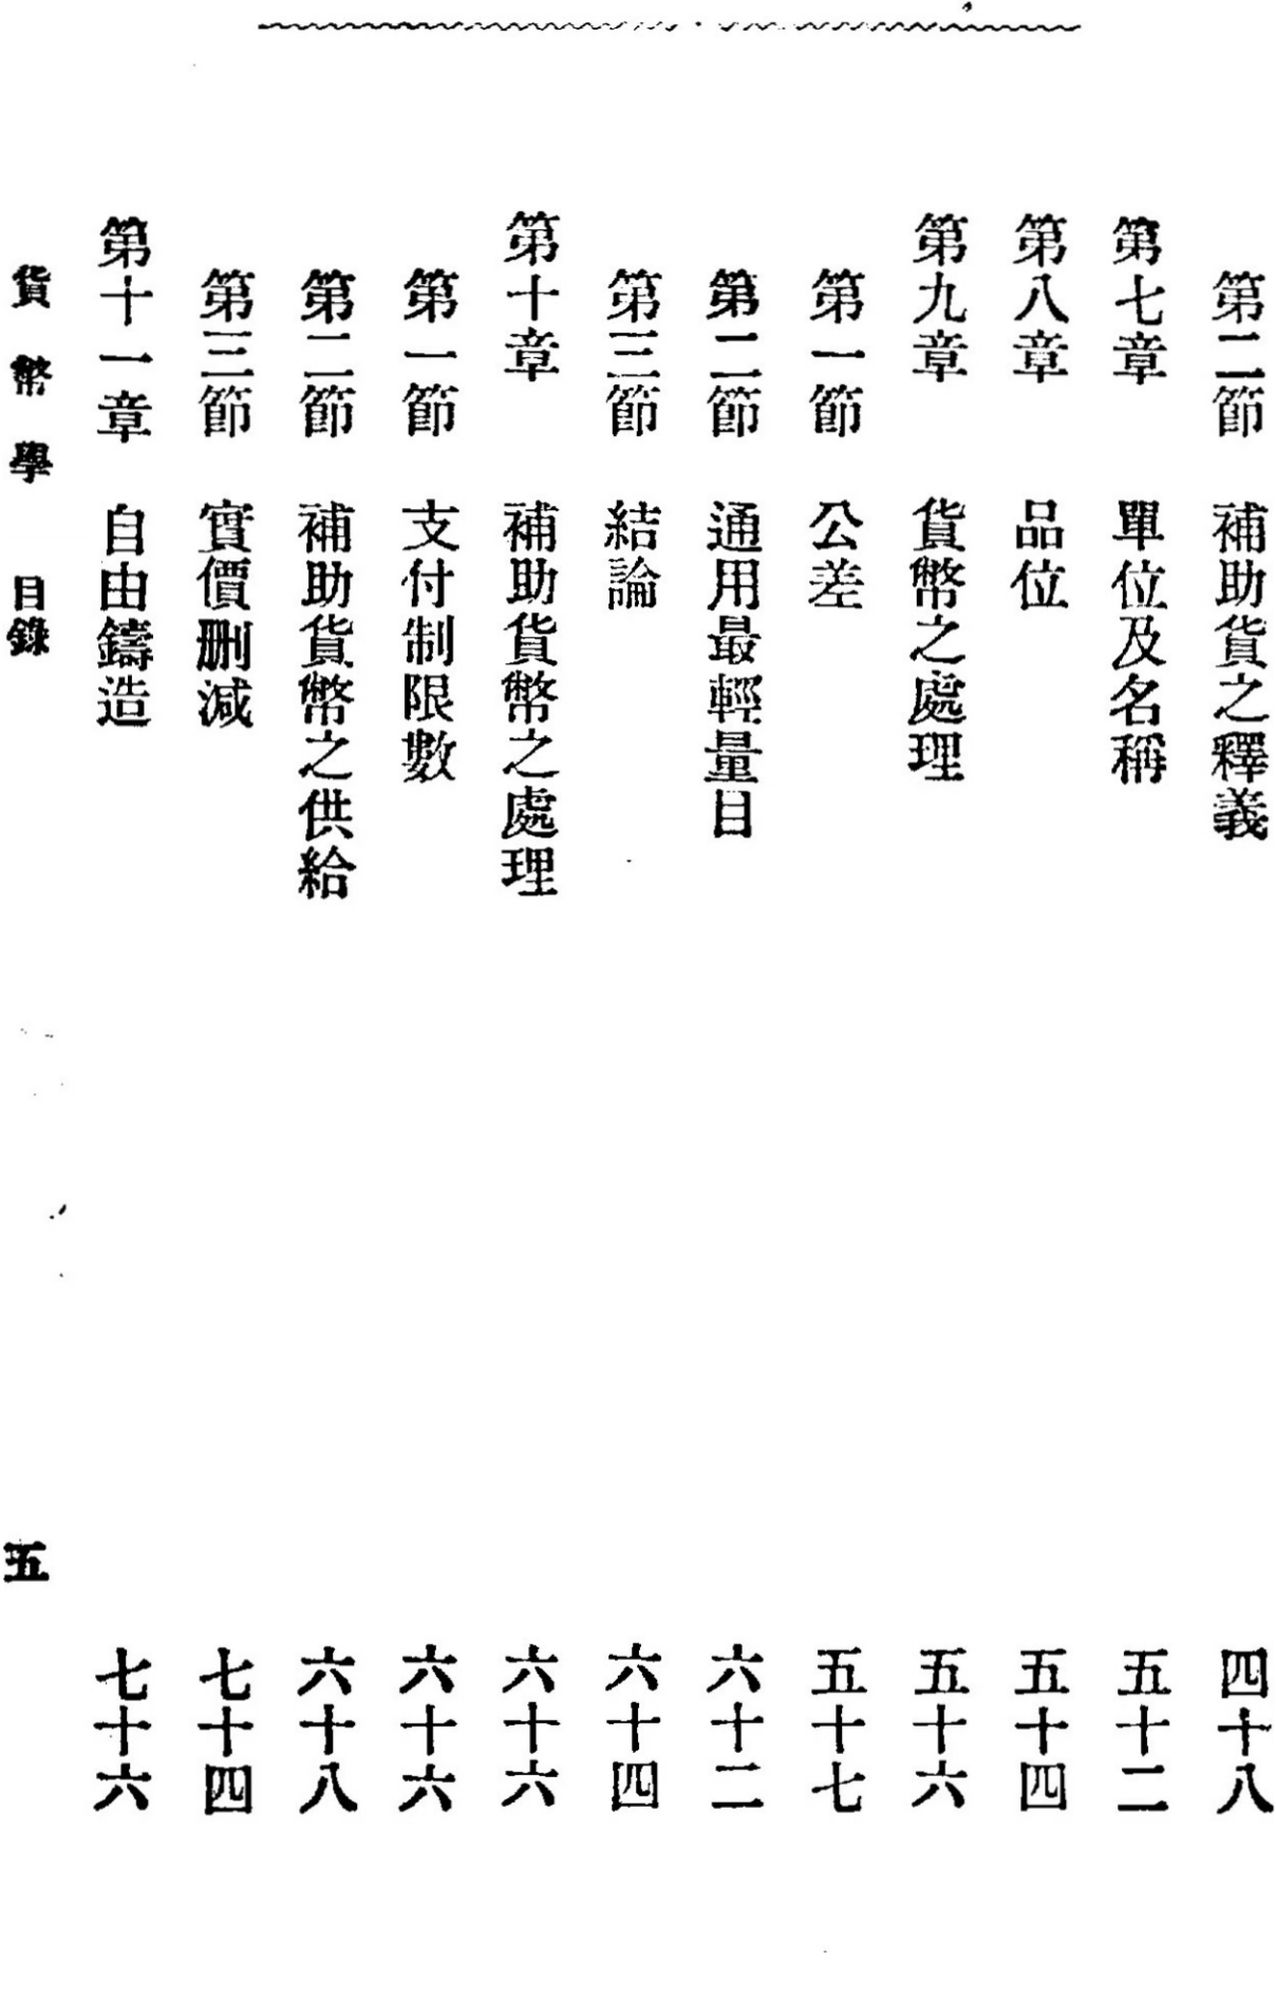 第二節 補助貨之釋義 四十八
第七章 單位及名稱 五十二
第八章 品位 五十四
第九章 貨幣之處理 五十六
第一節 公差 五十七
第二節 通用最輕量目 六十二
第三節 結論 六十四
第十章 補助貨幣之處理 六十六
第一節 支付制限數 六十六
第二節 補助貨幣之供給 六十八
第三節 實價刪減 七十四
第十一章 自由鑄造 七十六
貨幣學 目錄 五